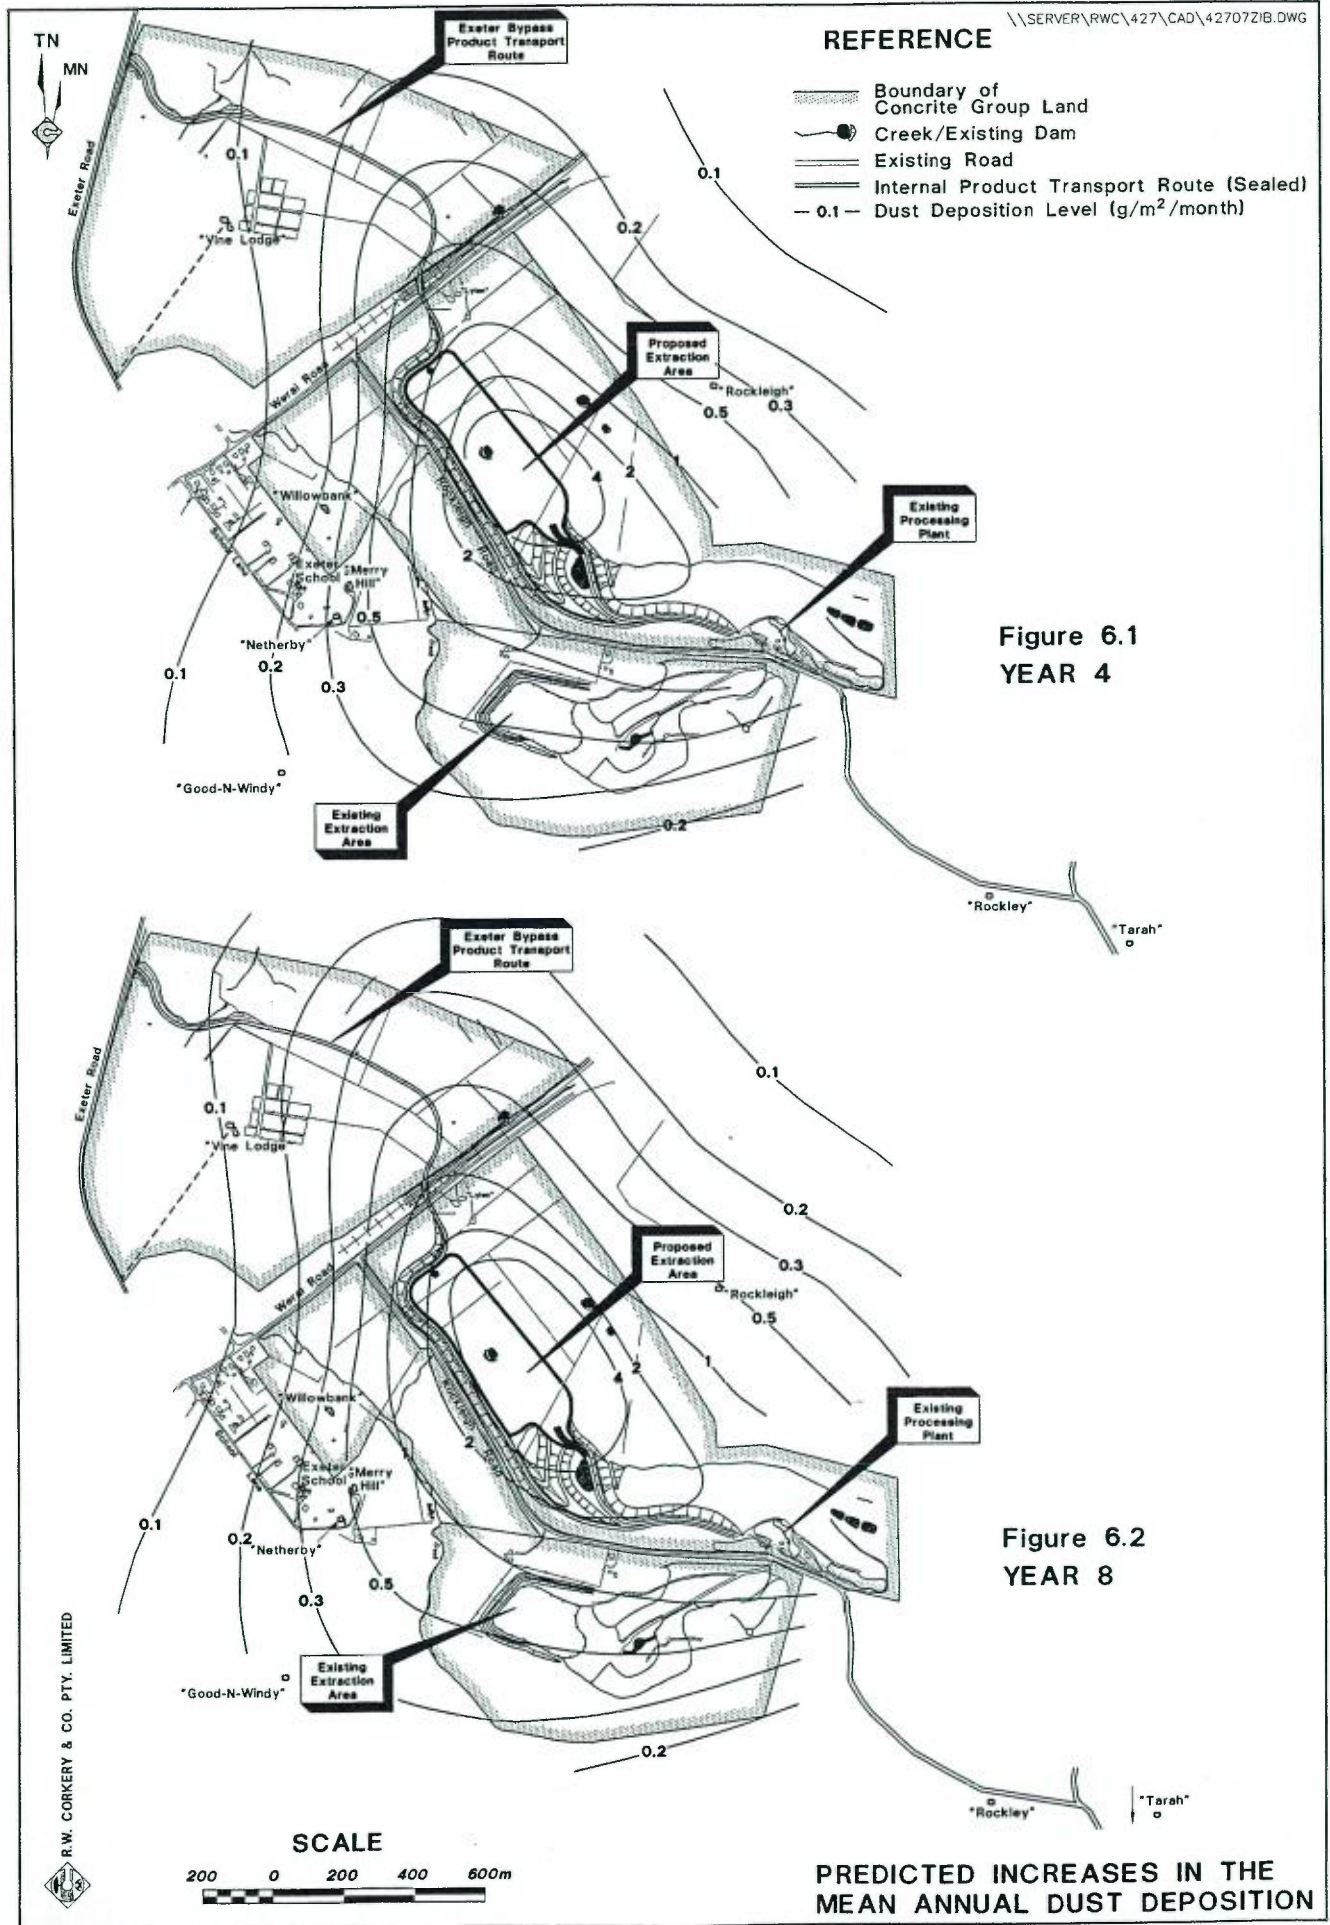 \\SERVER\RWC\427\CAD\42707ZIB.DWG
TN
MN
REFERENCE
Boundary of
Concrite Group Land
Creek/Existing Dam
Existing Road
Internal Product Transport Route (Sealed)
— 0.1 — Dust Deposition Level (g/m²/month)
Exeter Bypass
Product Transport
Route
Exeter Road
0.1
0.1
0.2
"Vine Lodge"
Proposed
Extraction
Area
"Rockleigh"
0.3
0.5
Werai Road
4
2
1
Existing
Processing
Plant
"Willowbank"
Rockleigh Road
2
Exeter
School
"Merry
Hill"
0.5
"Netherby"
0.1
0.2
0.3
Figure 6.1
YEAR 4
"Good-N-Windy"
Existing
Extraction
Area
0.2
"Rockley"
"Tarah"
Exeter Bypass
Product Transport
Route
Exeter Road
0.1
0.1
"Vine Lodge"
0.2
Proposed
Extraction
Area
0.3
"Rockleigh"
0.5
Werai Road
1
2
4
Existing
Processing
Plant
"Willowbank"
Rockleigh Road
2
Exeter
School
"Merry
Hill"
0.1
0.2
"Netherby"
0.5
0.3
Figure 6.2
YEAR 8
Existing
Extraction
Area
"Good-N-Windy"
0.2
"Rockley"
"Tarah"
R.W. CORKERY & CO. PTY. LIMITED
SCALE
200 0 200 400 600m
PREDICTED INCREASES IN THE
MEAN ANNUAL DUST DEPOSITION